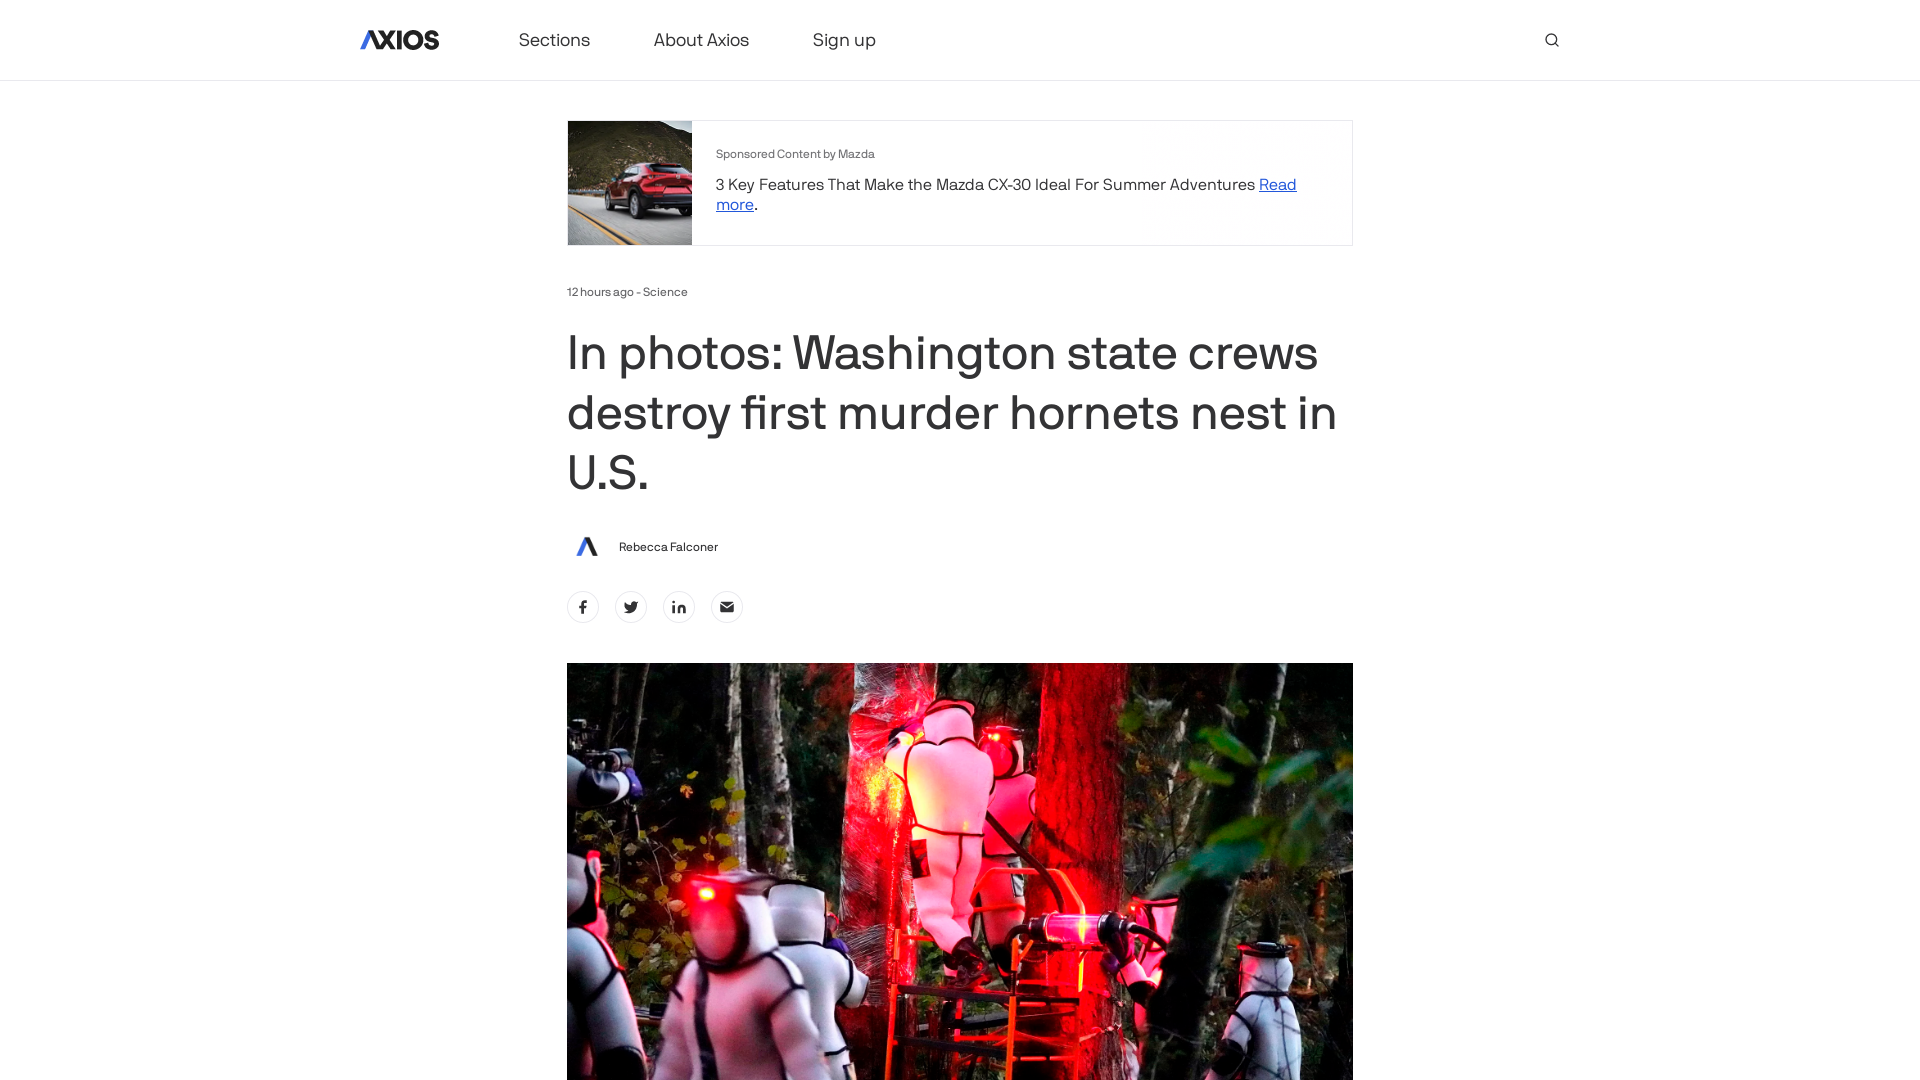 AXIOS
Sections
About Axios
Sign up
Sponsored Content by Mazda
3 Key Features That Make the Mazda CX-30 Ideal For Summer Adventures Read
more.
12 hours ago - Science
In photos: Washington state crews
destroy first murder hornets nest in
U.S.
Rebecca Falconer